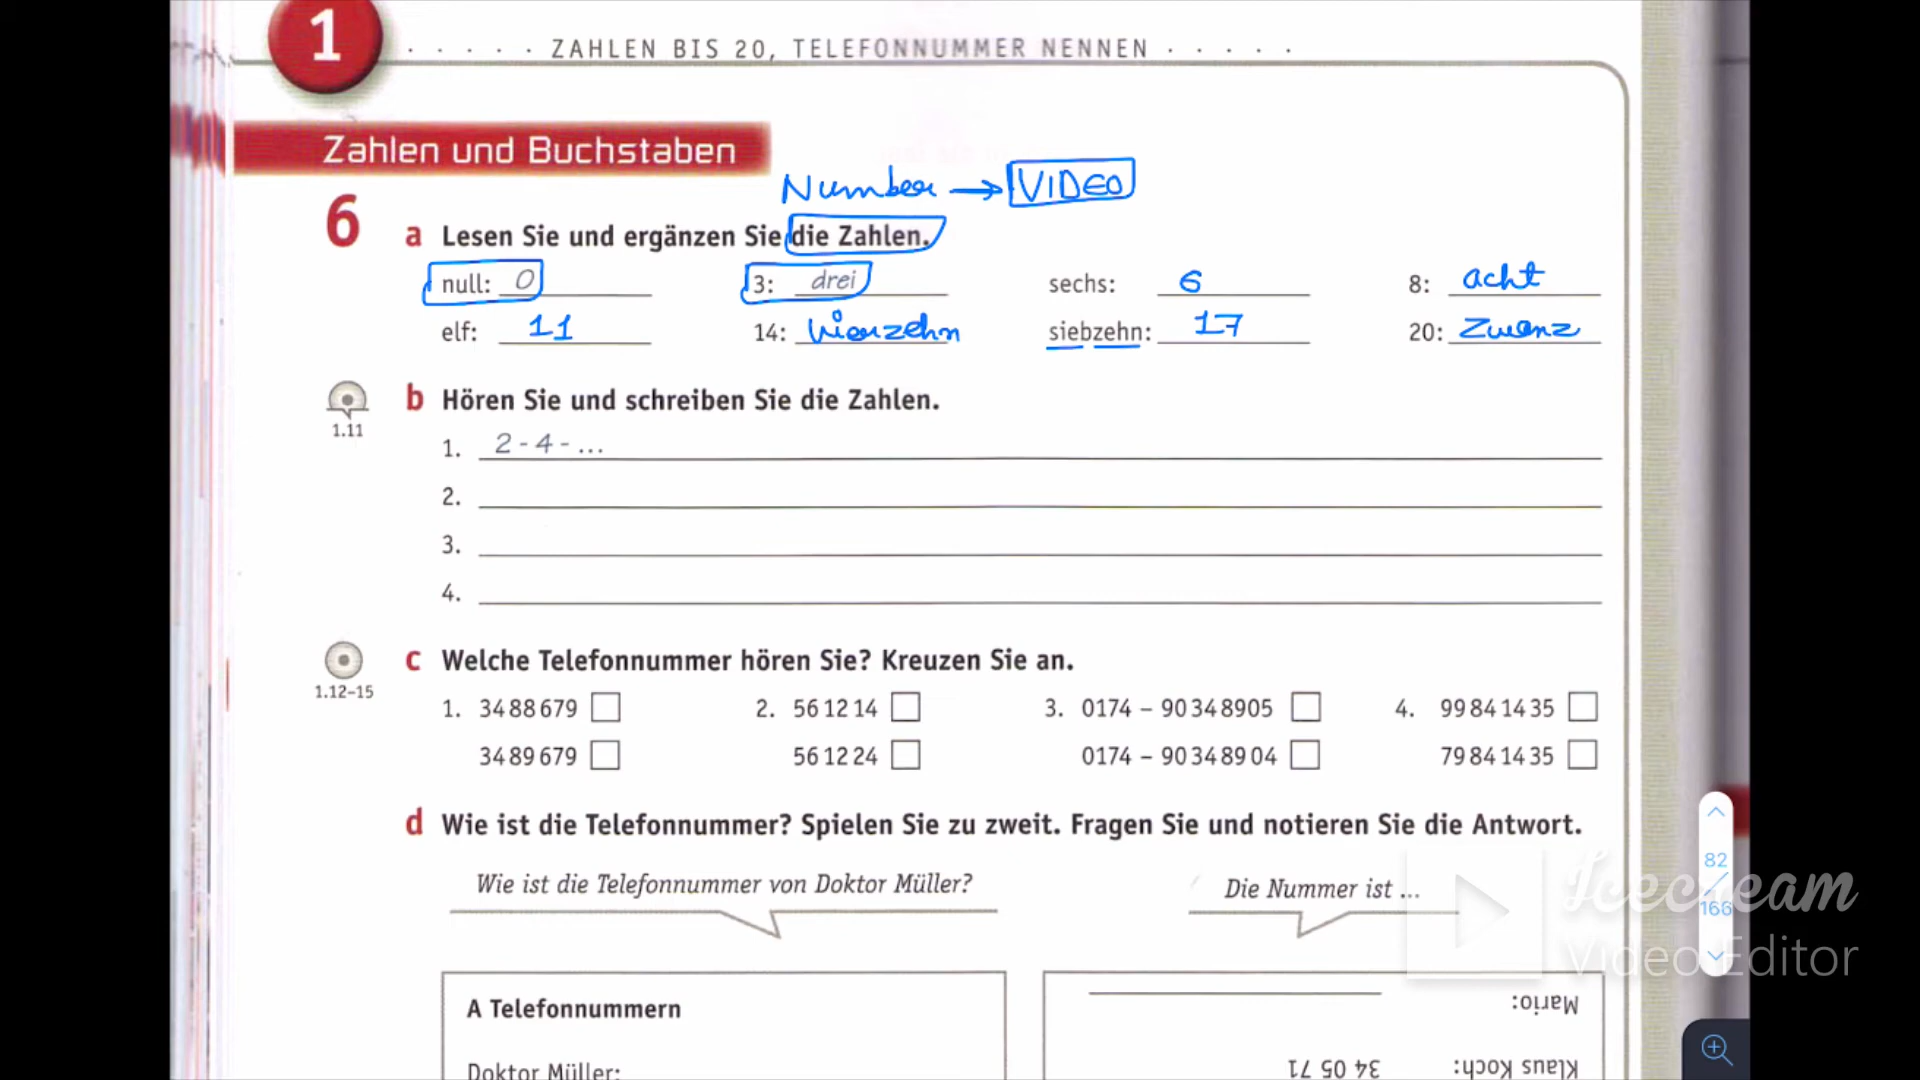 1
ZAHLEN BIS 20, TELEFONNUMMER NENNEN
Zahlen und Buchstaben
Number → VIDEO
6 a Lesen Sie und ergänzen Sie die Zahlen.
null: 0 3: drei sechs: 6 8: acht
elf: 11 14: vierzehn siebzehn: 17 20: zwanz
b Hören Sie und schreiben Sie die Zahlen.
1.11
1. 2 - 4 - ...
2.
3.
4.
c Welche Telefonnummer hören Sie? Kreuzen Sie an.
1.12–15
1. 34 88 679 2. 56 12 14 3. 0174 – 90 34 89 05 4. 99 84 14 35
34 89 679 56 12 24 0174 – 90 34 89 04 79 84 14 35
d Wie ist die Telefonnummer? Spielen Sie zu zweit. Fragen Sie und notieren Sie die Antwort.
Wie ist die Telefonnummer von Doktor Müller? Die Nummer ist ...
A Telefonnummern
Doktor Müller:
Mario:
Klaus Koch: 34 05 71
82
166
Icecream
Video Editor